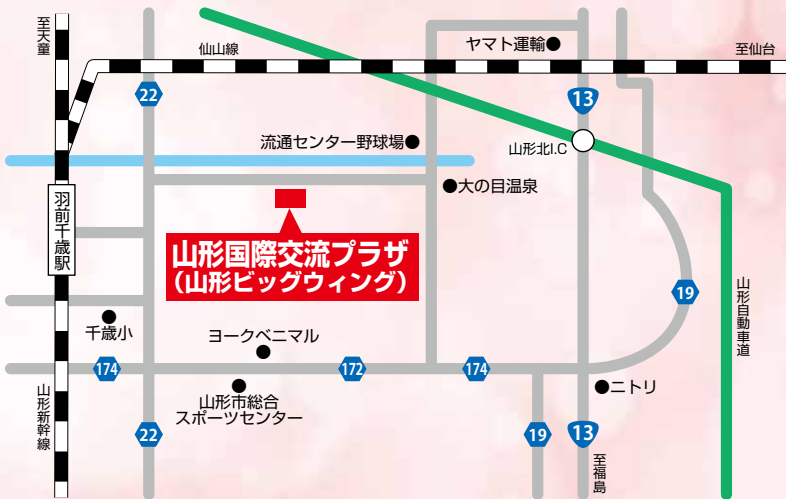 至天童
仙山線
ヤマト運輸●
至仙台
22
13
流通センター野球場●
山形北I.C
●大の目温泉
羽前千歳駅
山形国際交流プラザ
（山形ビッグウィング）
19
山形自動車道
千歳小
ヨークベニマル
174
172
174
山形新幹線
山形市総合
スポーツセンター
●ニトリ
22
19
13
至福島